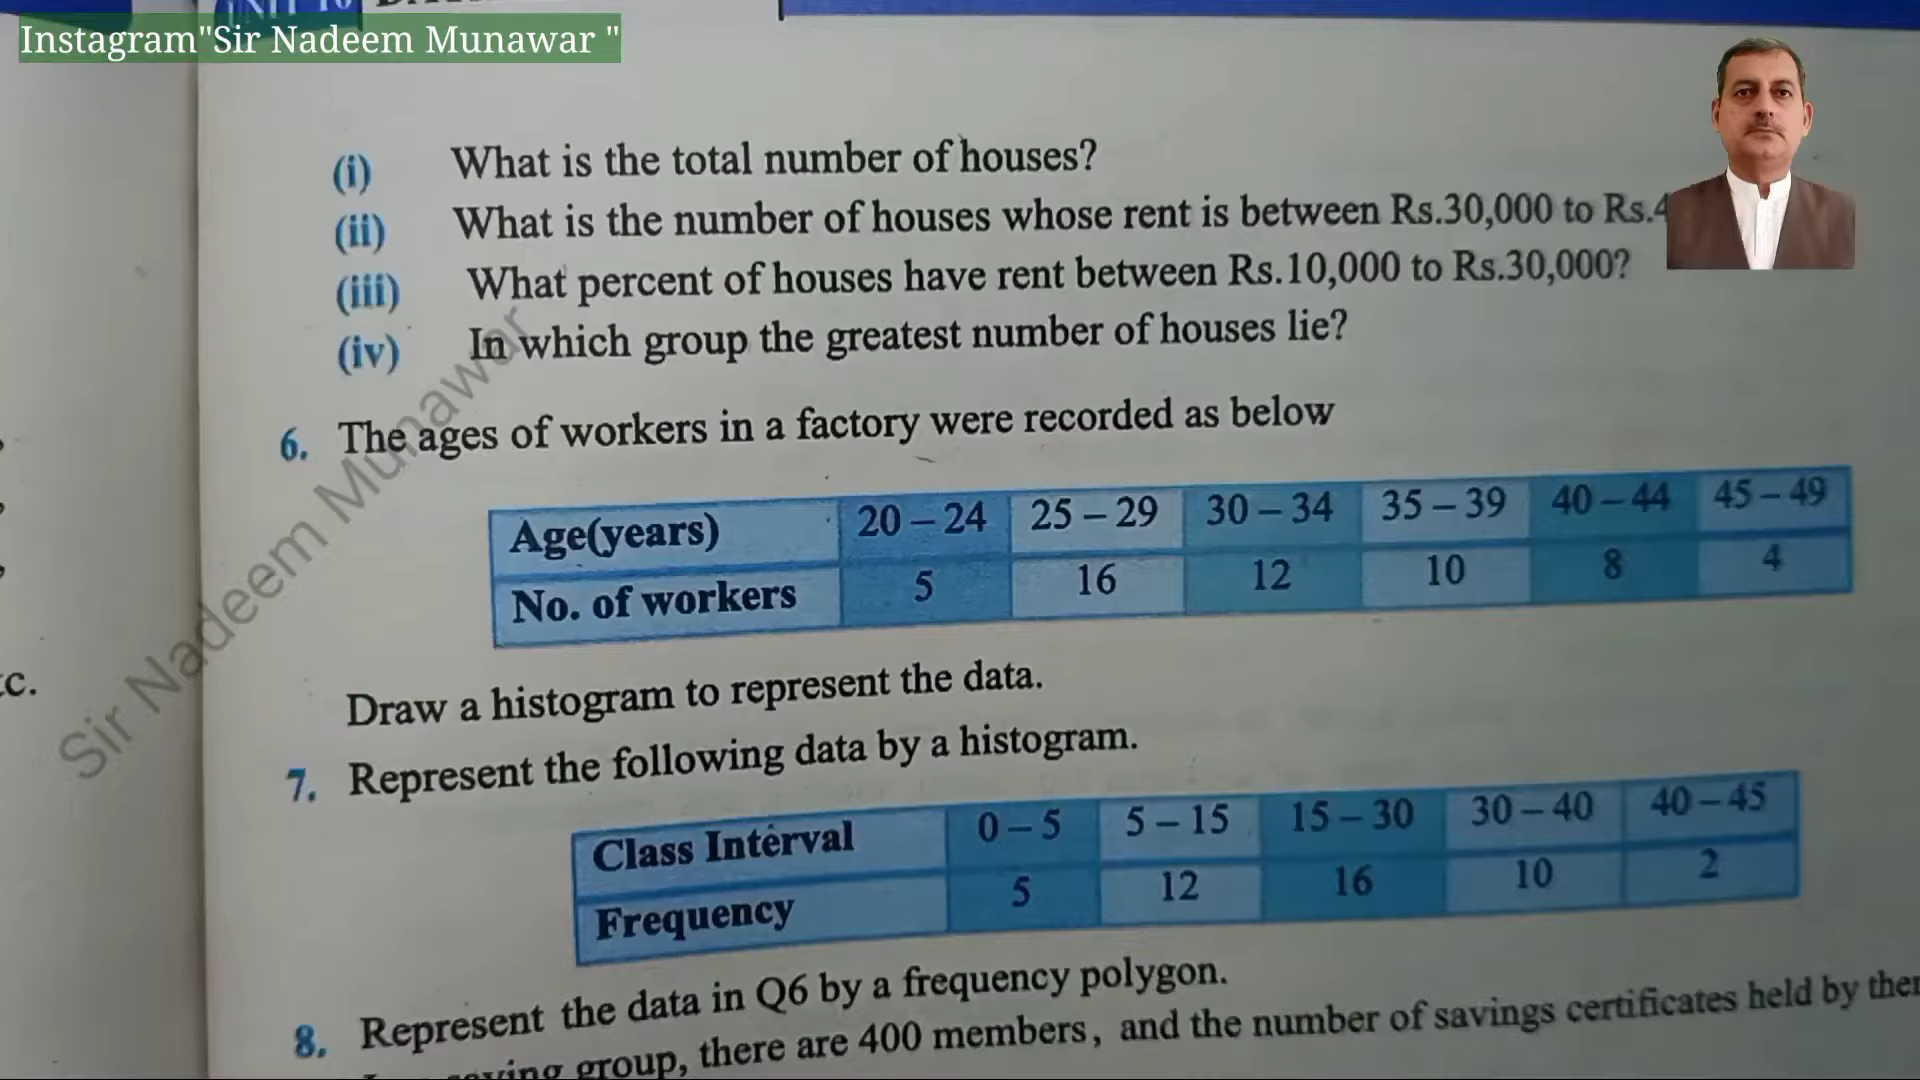 Instagram"Sir Nadeem Munawar "
(i) What is the total number of houses?
(ii) What is the number of houses whose rent is between Rs.30,000 to Rs.4
(iii) What percent of houses have rent between Rs.10,000 to Rs.30,000?
(iv) In which group the greatest number of houses lie?
6. The ages of workers in a factory were recorded as below
Age(years) 20 – 24 25 – 29 30 – 34 35 – 39 40 – 44 45 – 49
No. of workers 5 16 12 10 8 4
Sir Nadeem Munawar
Draw a histogram to represent the data.
7. Represent the following data by a histogram.
Class Interval 0 – 5 5 – 15 15 – 30 30 – 40 40 – 45
Frequency 5 12 16 10 2
8. Represent the data in Q6 by a frequency polygon.
group, there are 400 members, and the number of savings certificates held by